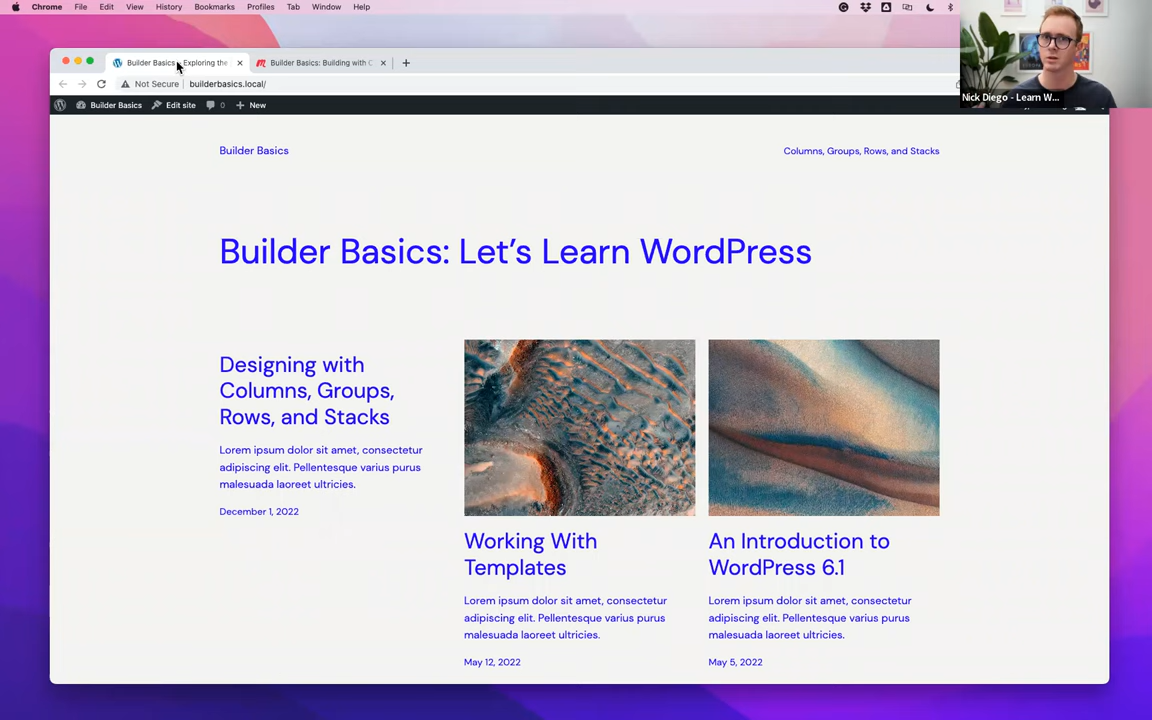 Chrome File Edit View History Bookmarks Profiles Tab Window Help
Builder Basics – Exploring the
Builder Basics: Building with C
Not Secure builderbasics.local/
Builder Basics Edit site 0 New
Nick Diego - Learn W...
Builder Basics
Columns, Groups, Rows, and Stacks
Builder Basics: Let’s Learn WordPress
Designing with
Columns, Groups,
Rows, and Stacks
Lorem ipsum dolor sit amet, consectetur
adipiscing elit. Pellentesque varius purus
malesuada laoreet ultricies.
December 1, 2022
Working With
Templates
Lorem ipsum dolor sit amet, consectetur
adipiscing elit. Pellentesque varius purus
malesuada laoreet ultricies.
May 12, 2022
An Introduction to
WordPress 6.1
Lorem ipsum dolor sit amet, consectetur
adipiscing elit. Pellentesque varius purus
malesuada laoreet ultricies.
May 5, 2022